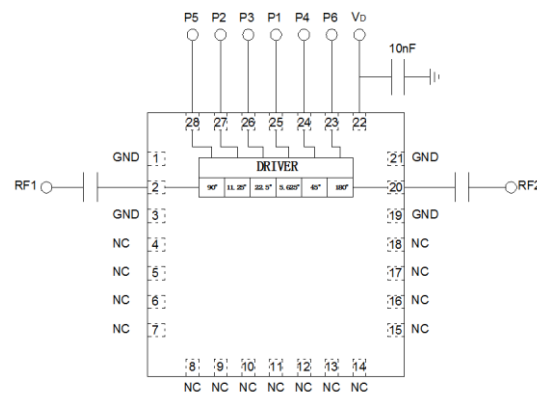 P5 P2 P3 P1 P4 P6 VD
10nF
28 27 26 25 24 23 22
GND 1 21 GND
DRIVER
RF1 2 90° 11.25° 22.5° 5.625° 45° 180° 20 RF2
GND 3 19 GND
NC 4 18 NC
NC 5 17 NC
NC 6 16 NC
NC 7 15 NC
8 9 10 11 12 13 14
NC NC NC NC NC NC NC